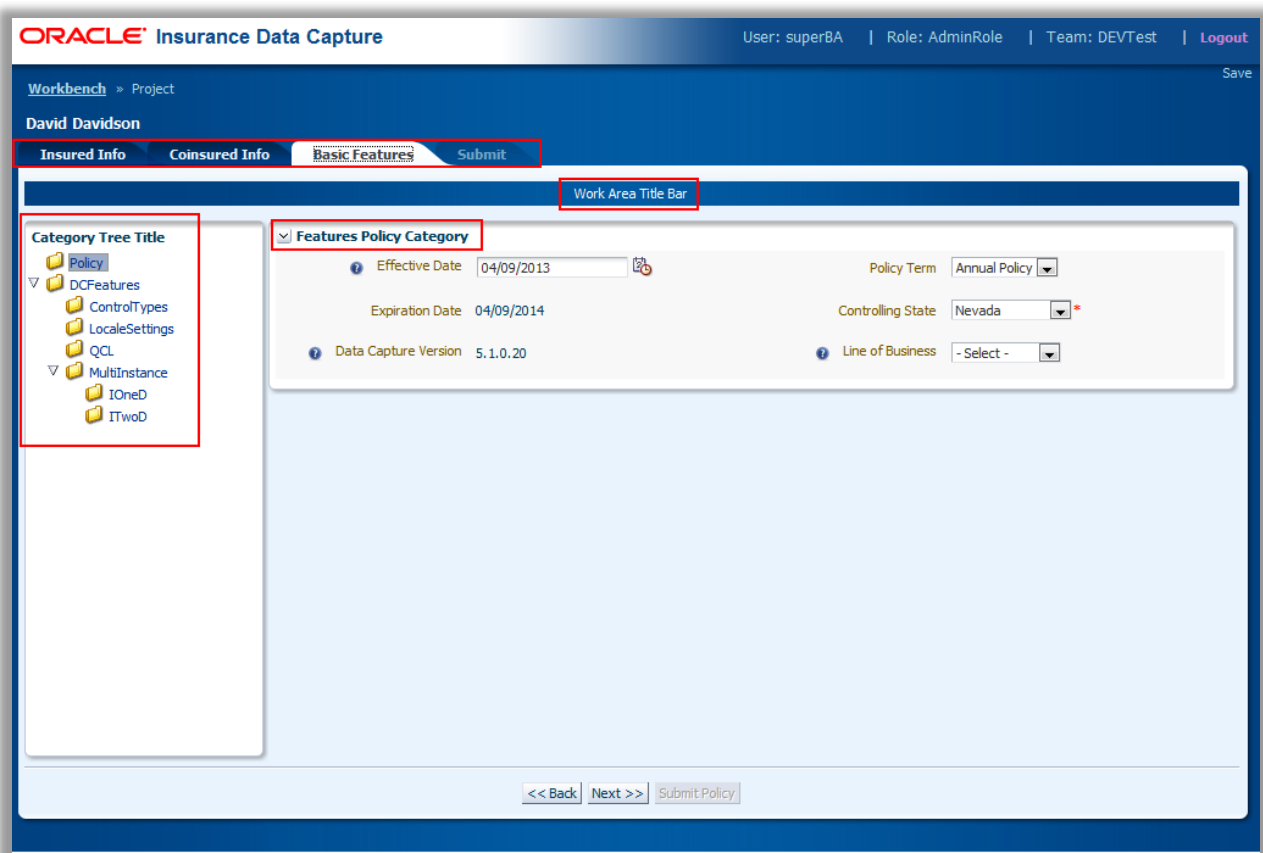 ORACLE Insurance Data Capture User: superBA | Role: AdminRole | Team: DEVTest | Logout
Save
Workbench » Project
David Davidson
Insured Info Coinsured Info Basic Features Submit
Work Area Title Bar
Category Tree Title
Policy
DCFeatures
ControlTypes
LocaleSettings
QCL
MultiInstance
IOneD
ITwoD
Features Policy Category
Effective Date 04/09/2013 Policy Term Annual Policy
Expiration Date 04/09/2014 Controlling State Nevada *
Data Capture Version 5.1.0.20 Line of Business - Select -
<< Back Next >> Submit Policy